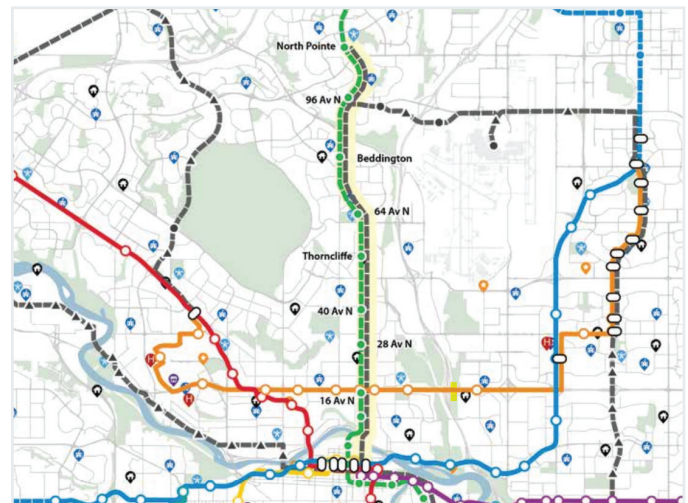 North Pointe
96 Av N
Beddington
64 Av N
Thorncliffe
40 Av N
28 Av N
16 Av N
H
H
H